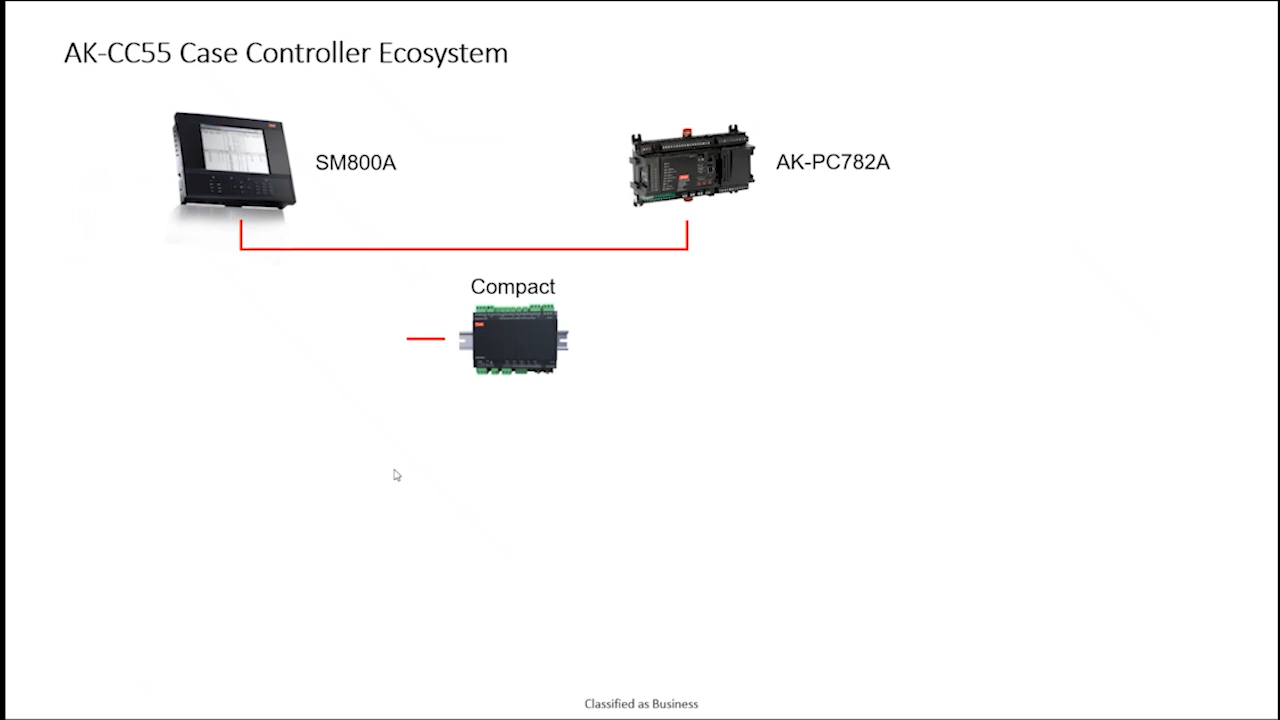 AK-CC55 Case Controller Ecosystem
SM800A
AK-PC782A
Compact
Classified as Business